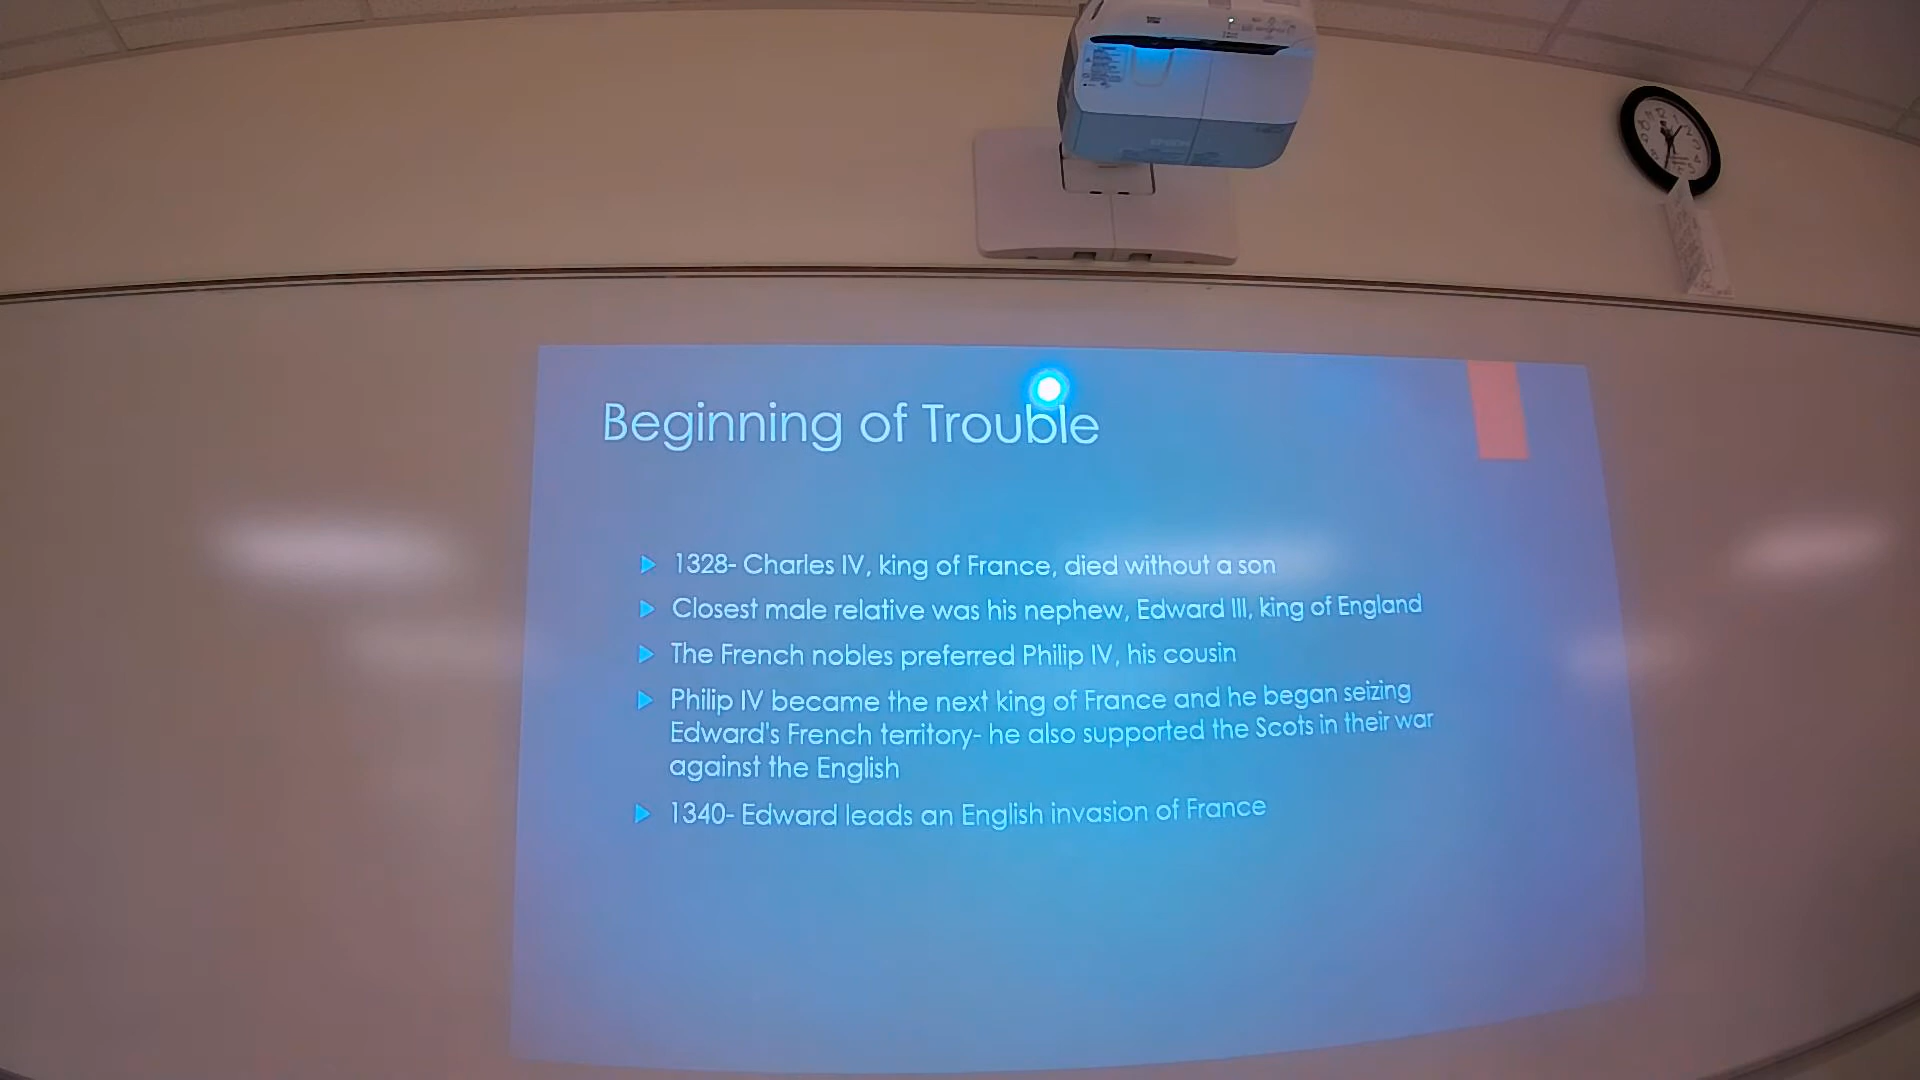 Beginning of Trouble
1328- Charles IV, king of France, died without a son
Closest male relative was his nephew, Edward III, king of England
The French nobles preferred Philip IV, his cousin
Philip IV became the next king of France and he began seizing
Edward's French territory- he also supported the Scots in their war
against the English
1340- Edward leads an English invasion of France